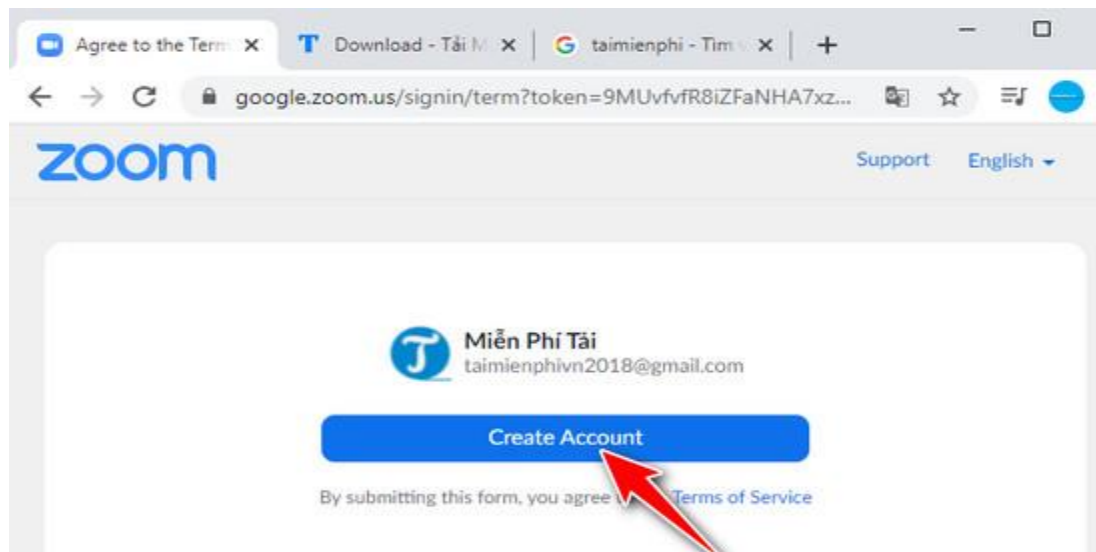 Agree to the Term
Download - Tải M
taimienphi - Tìm
google.zoom.us/signin/term?token=9MUvfvfR8iZFaNHA7xz...
zoom
Support English
Miễn Phí Tải
taimienphivn2018@gmail.com
Create Account
By submitting this form, you agree Terms of Service